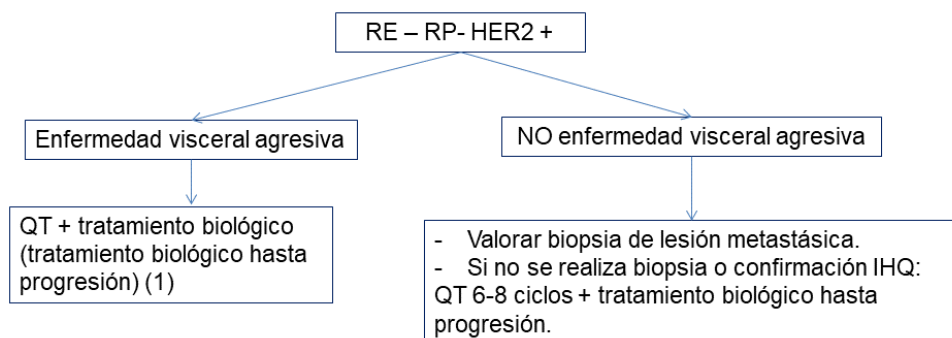 RE – RP- HER2 +
Enfermedad visceral agresiva
NO enfermedad visceral agresiva
QT + tratamiento biológico
(tratamiento biológico hasta
progresión) (1)
- Valorar biopsia de lesión metastásica.
- Si no se realiza biopsia o confirmación IHQ:
QT 6-8 ciclos + tratamiento biológico hasta
progresión.